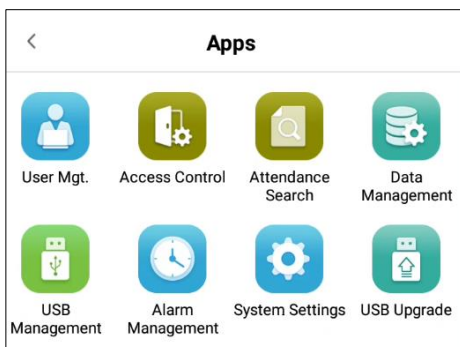 Apps
User Mgt.
Access Control
Attendance
Search
Data
Management
USB
Management
Alarm
Management
System Settings
USB Upgrade